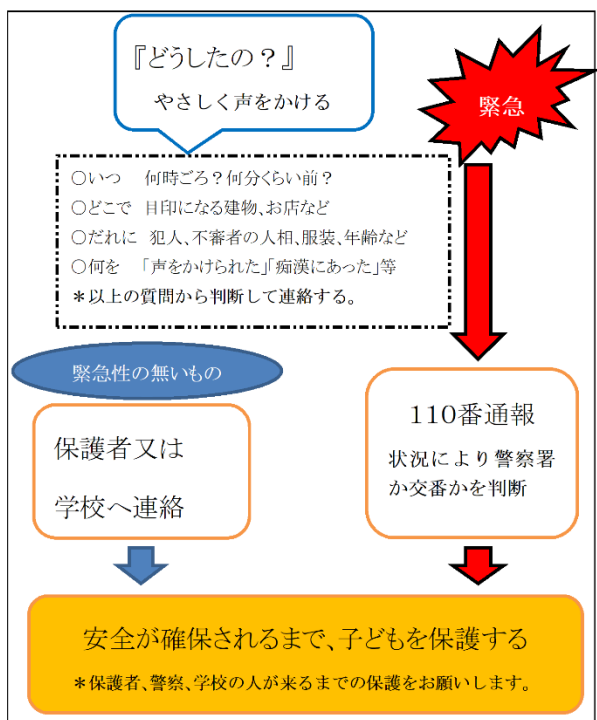 『どうしたの？』
やさしく声をかける
緊急
○いつ　何時ごろ？何分くらい前？
○どこで　目印になる建物、お店など
○だれに　犯人、不審者の人相、服装、年齢など
○何を　「声をかけられた」「痴漢にあった」等
＊以上の質問から判断して連絡する。
緊急性の無いもの
保護者又は
学校へ連絡
110番通報
状況により警察署
か交番かを判断
安全が確保されるまで、子どもを保護する
＊保護者、警察、学校の人が来るまでの保護をお願いします。